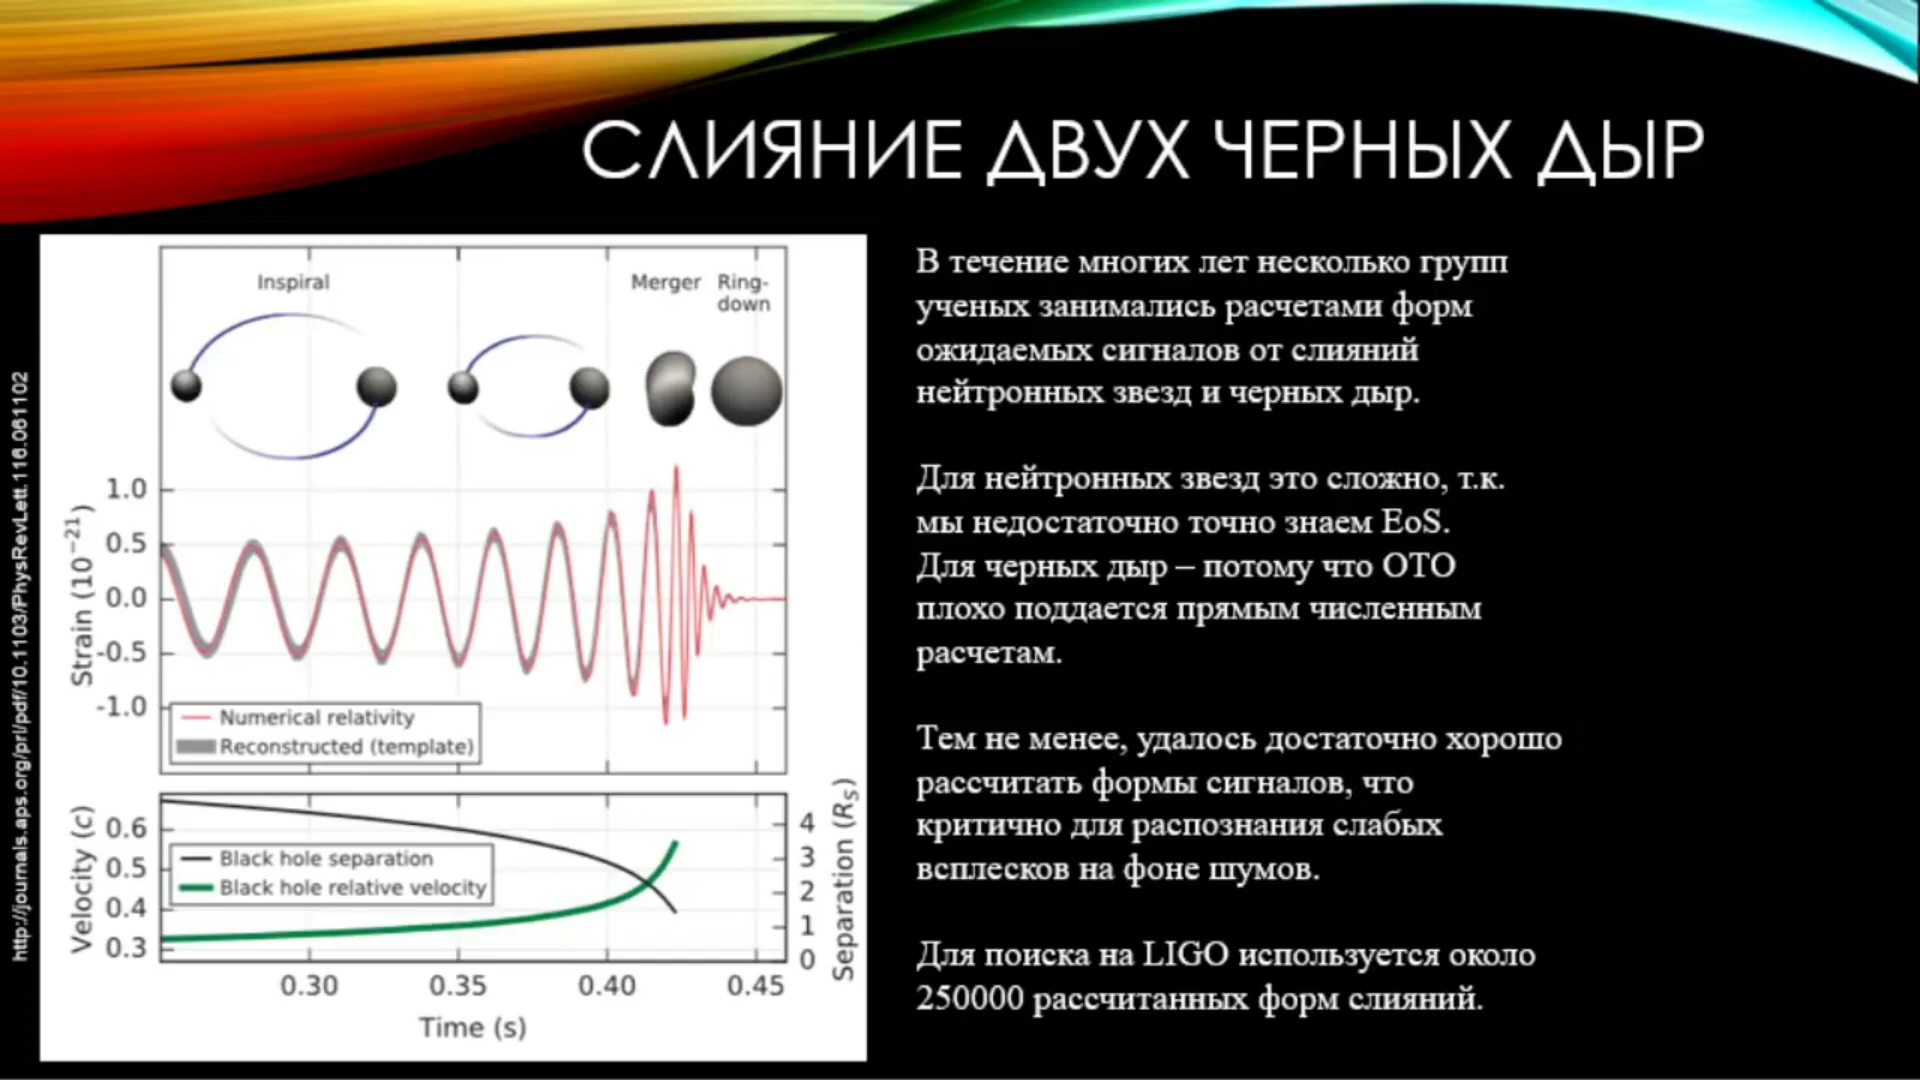 СЛИЯНИЕ ДВУХ ЧЕРНЫХ ДЫР
http://journals.aps.org/prl/pdf/10.1103/PhysRevLett.116.061102
Inspiral
Merger
Ring-
down
Strain (10⁻²¹)
1.0
0.5
0.0
-0.5
-1.0
Numerical relativity
Reconstructed (template)
Velocity (c)
0.6
0.5
0.4
0.3
Black hole separation
Black hole relative velocity
4
3
2
1
0
Separation (R_S)
0.30 0.35 0.40 0.45
Time (s)
В течение многих лет несколько групп
ученых занимались расчетами форм
ожидаемых сигналов от слияний
нейтронных звезд и черных дыр.
Для нейтронных звезд это сложно, т.к.
мы недостаточно точно знаем EoS.
Для черных дыр – потому что ОТО
плохо поддается прямым численным
расчетам.
Тем не менее, удалось достаточно хорошо
рассчитать формы сигналов, что
критично для распознания слабых
всплесков на фоне шумов.
Для поиска на LIGO используется около
250000 рассчитанных форм слияний.